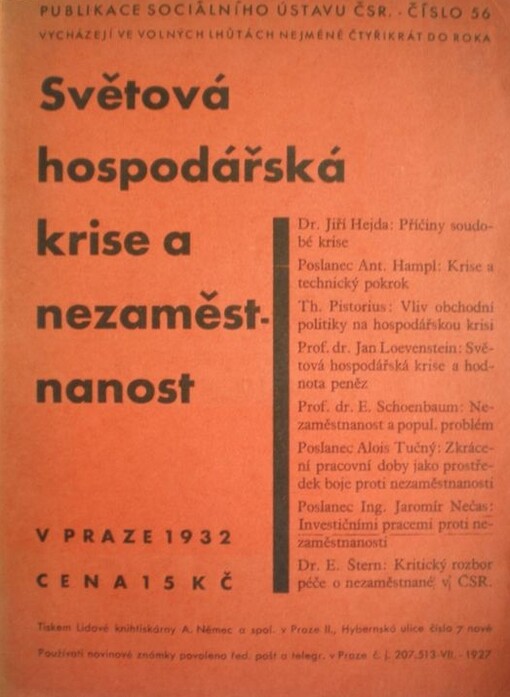 PUBLIKACE SOCIÁLNÍHO ÚSTAVU ČSR. - ČÍSLO 56
VYCHÁZEJÍ VE VOLNÝCH LHŮTÁCH NEJMÉNĚ ČTYŘIKRÁT DO ROKA
Světová
hospodářská
krise a
nezaměst-
nanost
Dr. Jiří Hejda: Příčiny soudo-
bé krise
Poslanec Ant. Hampl: Krise a
technický pokrok
Th. Pistorius: Vliv obchodní
politiky na hospodářskou krisi
Prof. dr. Jan Loevenstein: Svě-
tová hospodářská krise a hod-
nota peněz
Prof. dr. E. Schoenbaum: Ne-
zaměstnanost a popul. problém
Poslanec Alois Tučný: Zkráce-
ní pracovní doby jako prostře-
dek boje proti nezaměstnanosti
Poslanec Ing. Jaromír Nečas:
Investičními pracemi proti ne-
zaměstnanosti
Dr. E. Štern: Kritický rozbor
péče o nezaměstnané v ČSR.
V PRAZE 1932
CENA 15 KČ
Tiskem Lidové knihtiskárny A. Němec a spol. v Praze II., Hybernská ulice číslo 7 nové
Používati novinové známky povoleno řed. pošt a telegr. v Praze č. j. 207.513-VII. - 1927